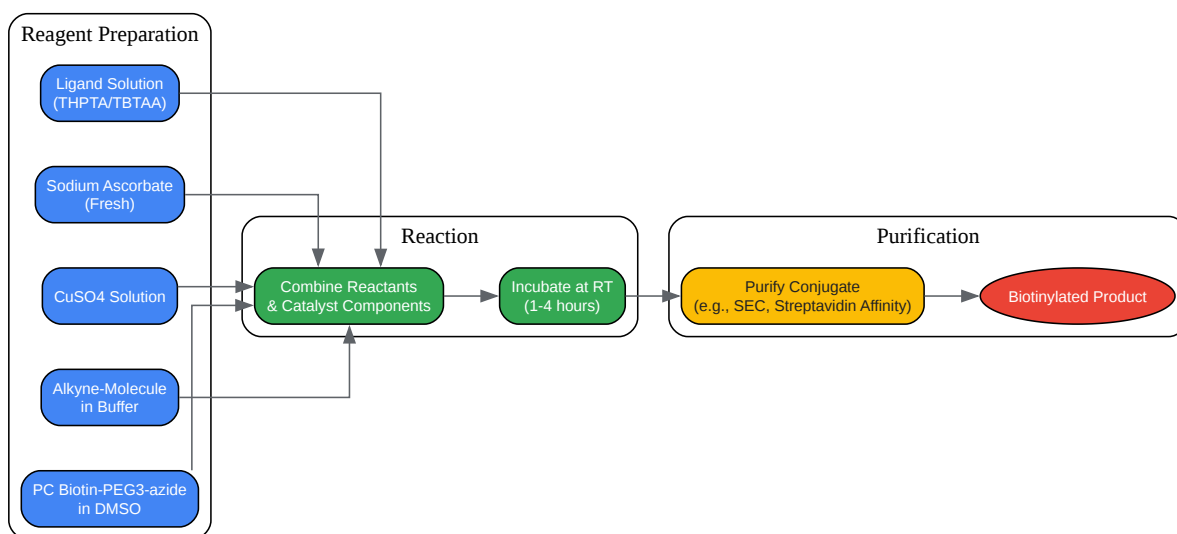 Reagent Preparation
Ligand Solution
(THPTA/TBTAA)
Sodium Ascorbate
(Fresh)
CuSO4 Solution
Alkyne-Molecule
in Buffer
PC Biotin-PEG3-azide
in DMSO
Reaction
Combine Reactants
& Catalyst Components
Incubate at RT
(1-4 hours)
Purification
Purify Conjugate
(e.g., SEC, Streptavidin Affinity)
Biotinylated Product